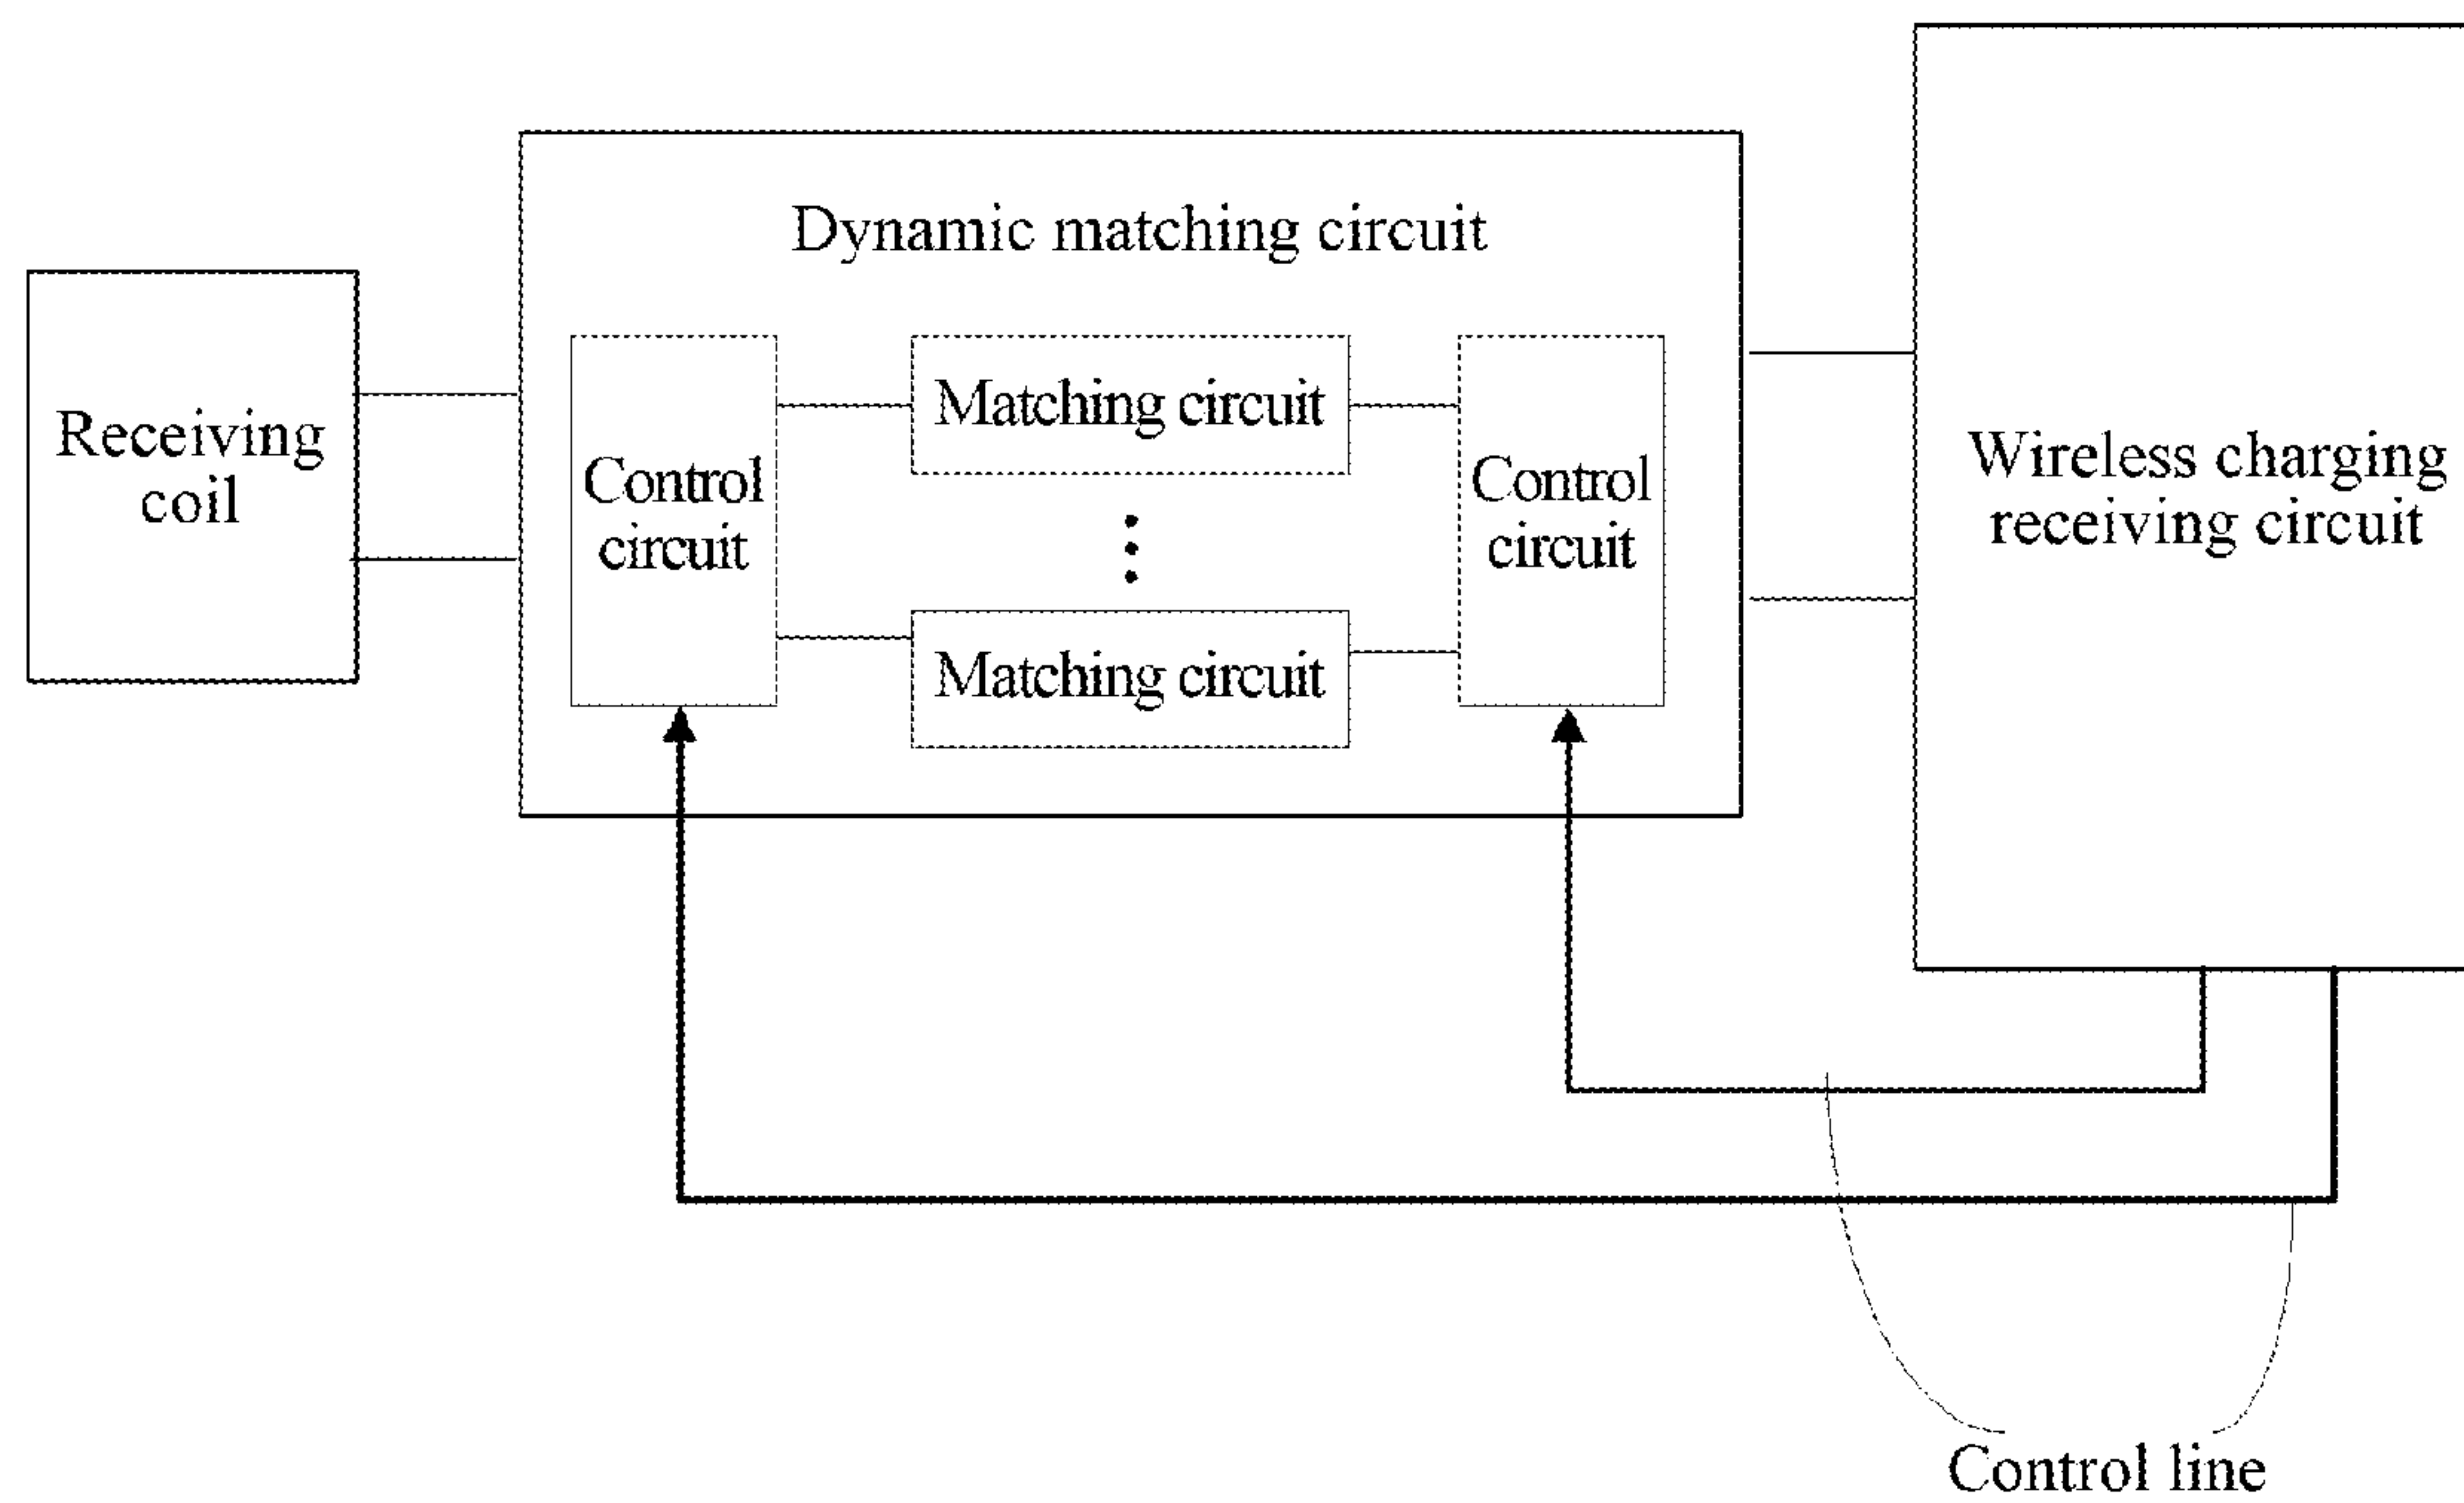 Dynamic matching circuit
Receiving
coil
Control
circuit
Matching circuit
Matching circuit
Control
circuit
Wireless charging
receiving circuit
Control line